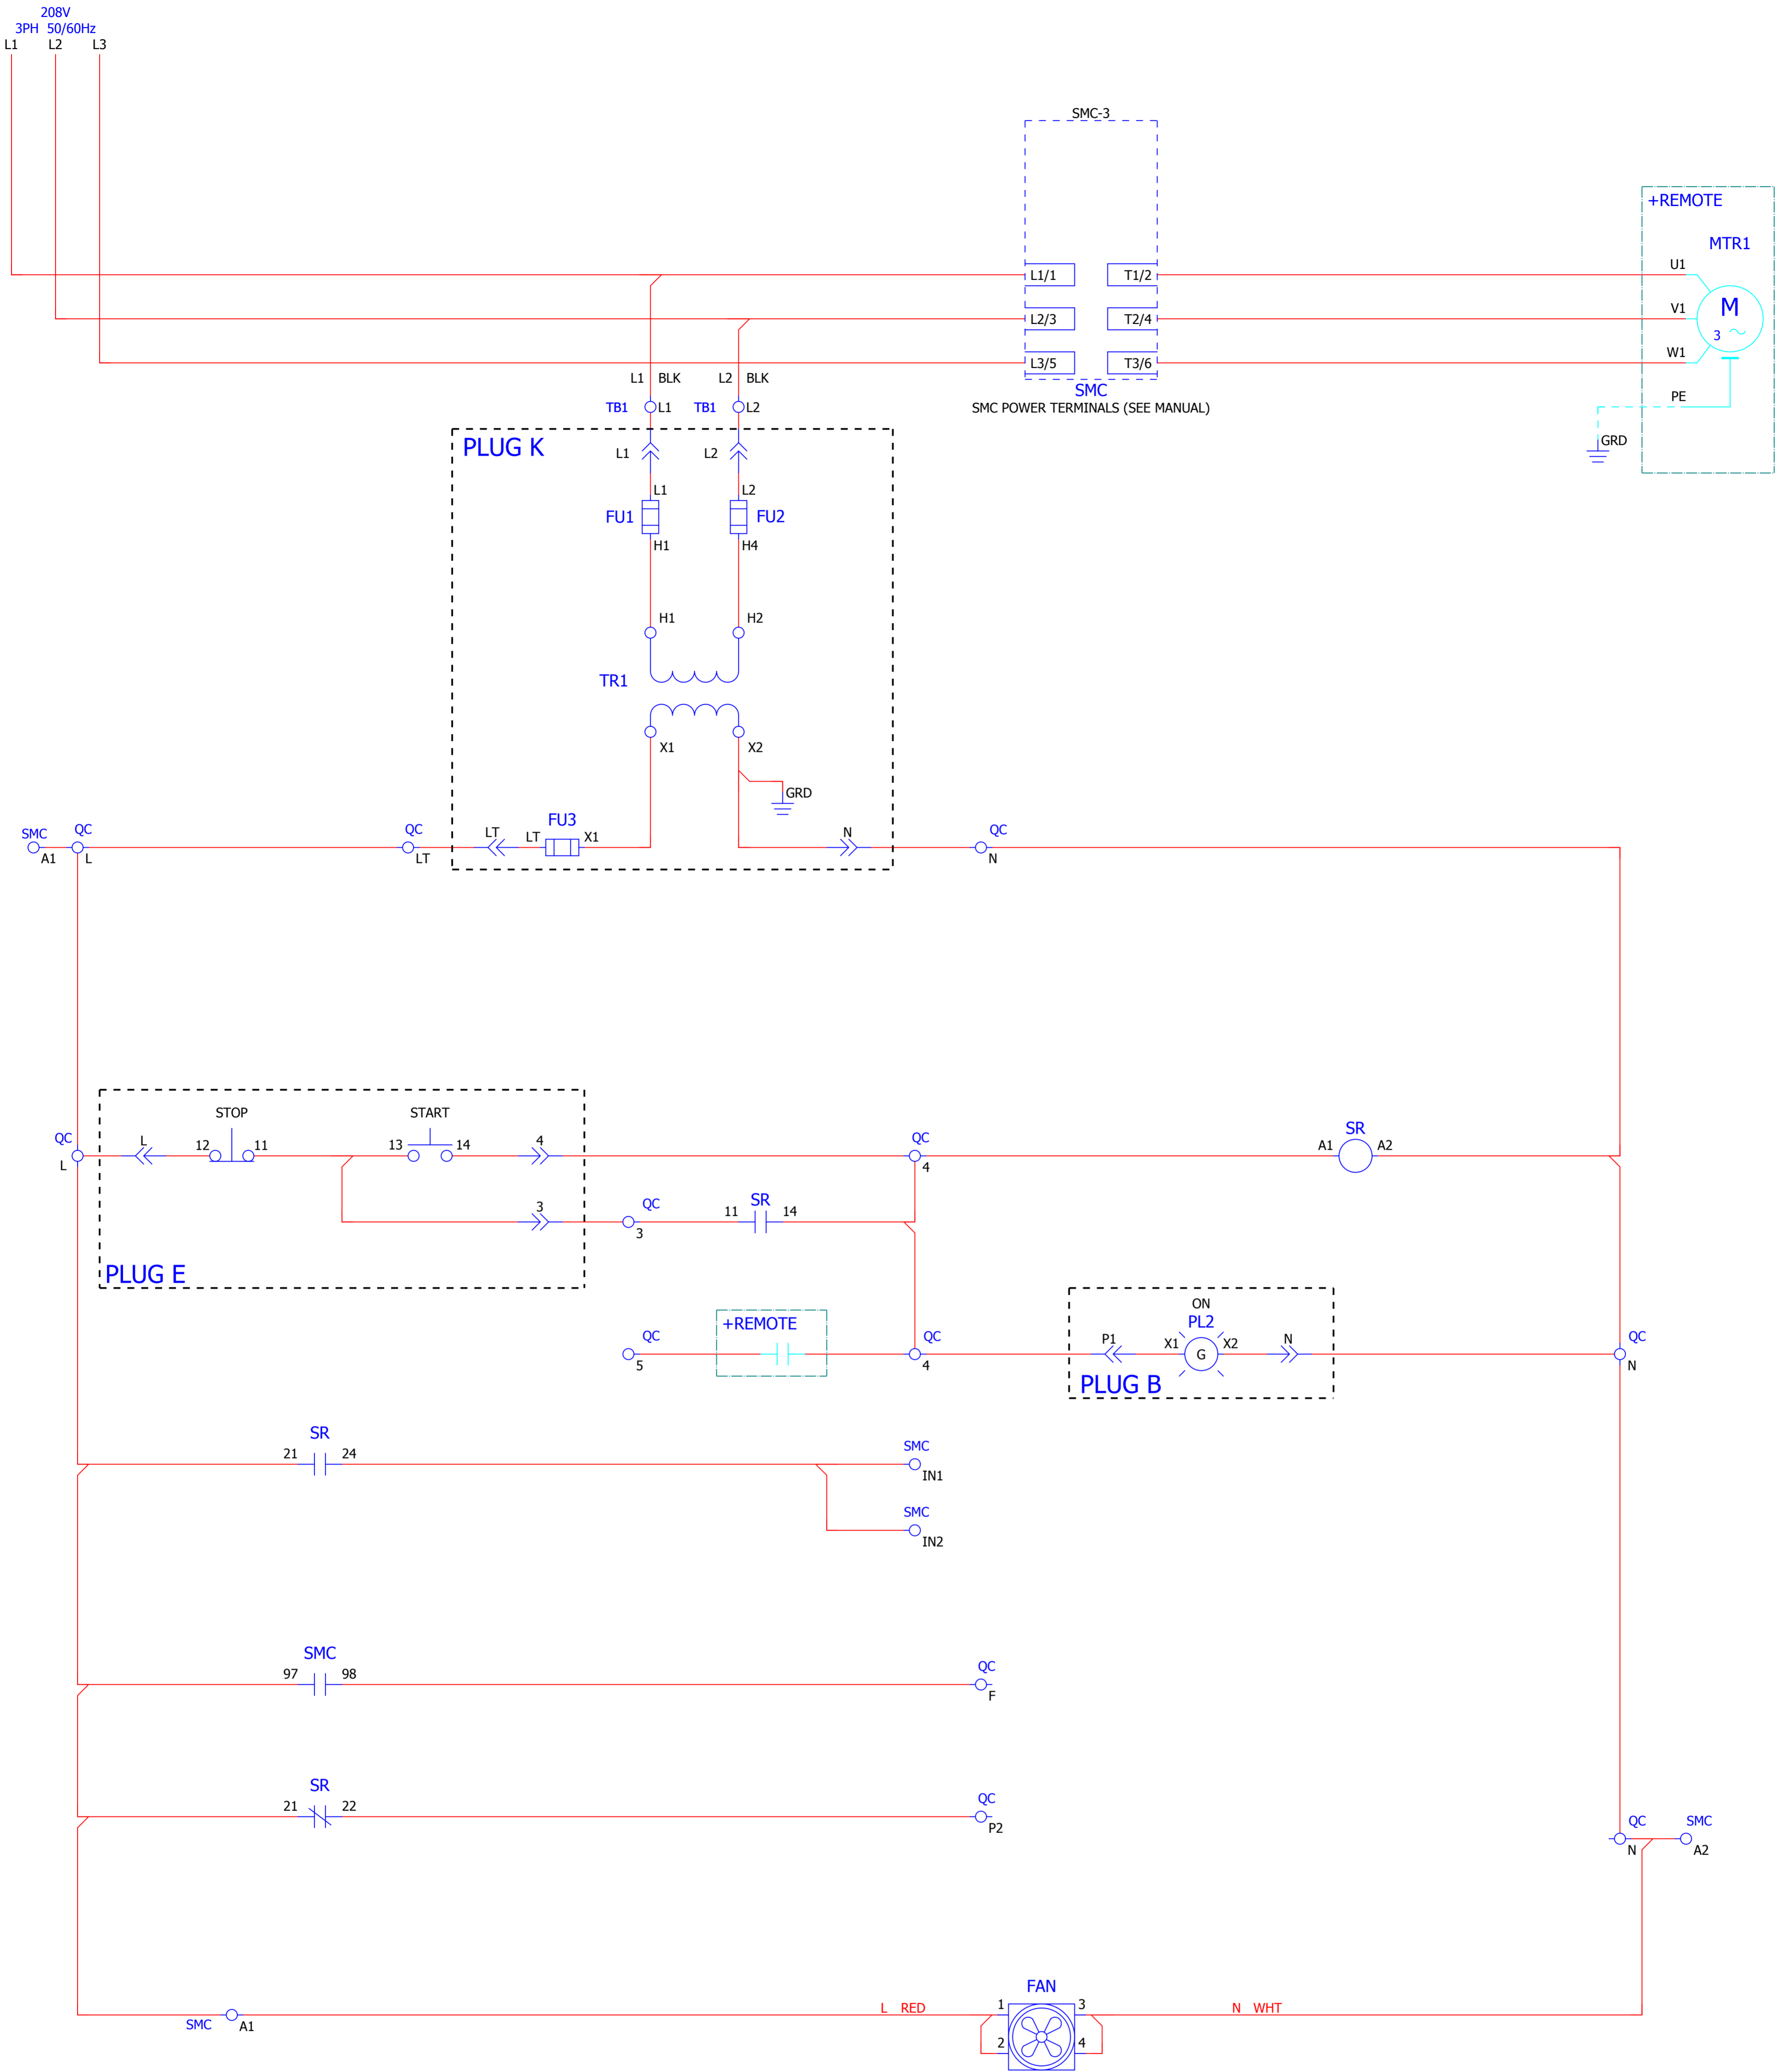 208V
3PH 50/60Hz
L1 L2 L3
SMC-3
+REMOTE
MTR1
L1/1 T1/2 U1
M
3
L2/3 T2/4 V1
L3/5 T3/6 W1
L1 BLK L2 BLK
SMC
SMC POWER TERMINALS (SEE MANUAL)
PE
TB1 L1 TB1 L2
GRD
PLUG K
L1 L2
L1 L2
FU1 FU2
H1 H4
H1 H2
TR1
X1 X2
GRD
SMC QC QC FU3 QC
LT LT X1 N
A1 L LT N
STOP START
QC L 12 11 13 14 4 QC SR
A1 A2
L 4
3 QC 11 SR 14
3
PLUG E
+REMOTE
ON
PL2
QC QC P1 X1 X2 N QC
G
5 4 N
PLUG B
SR
21 24 SMC
IN1
SMC
IN2
SMC
97 98 QC
F
SR
21 22 QC
P2
QC SMC
N A2
FAN
L RED 1 3 N WHT
SMC A1
2 4